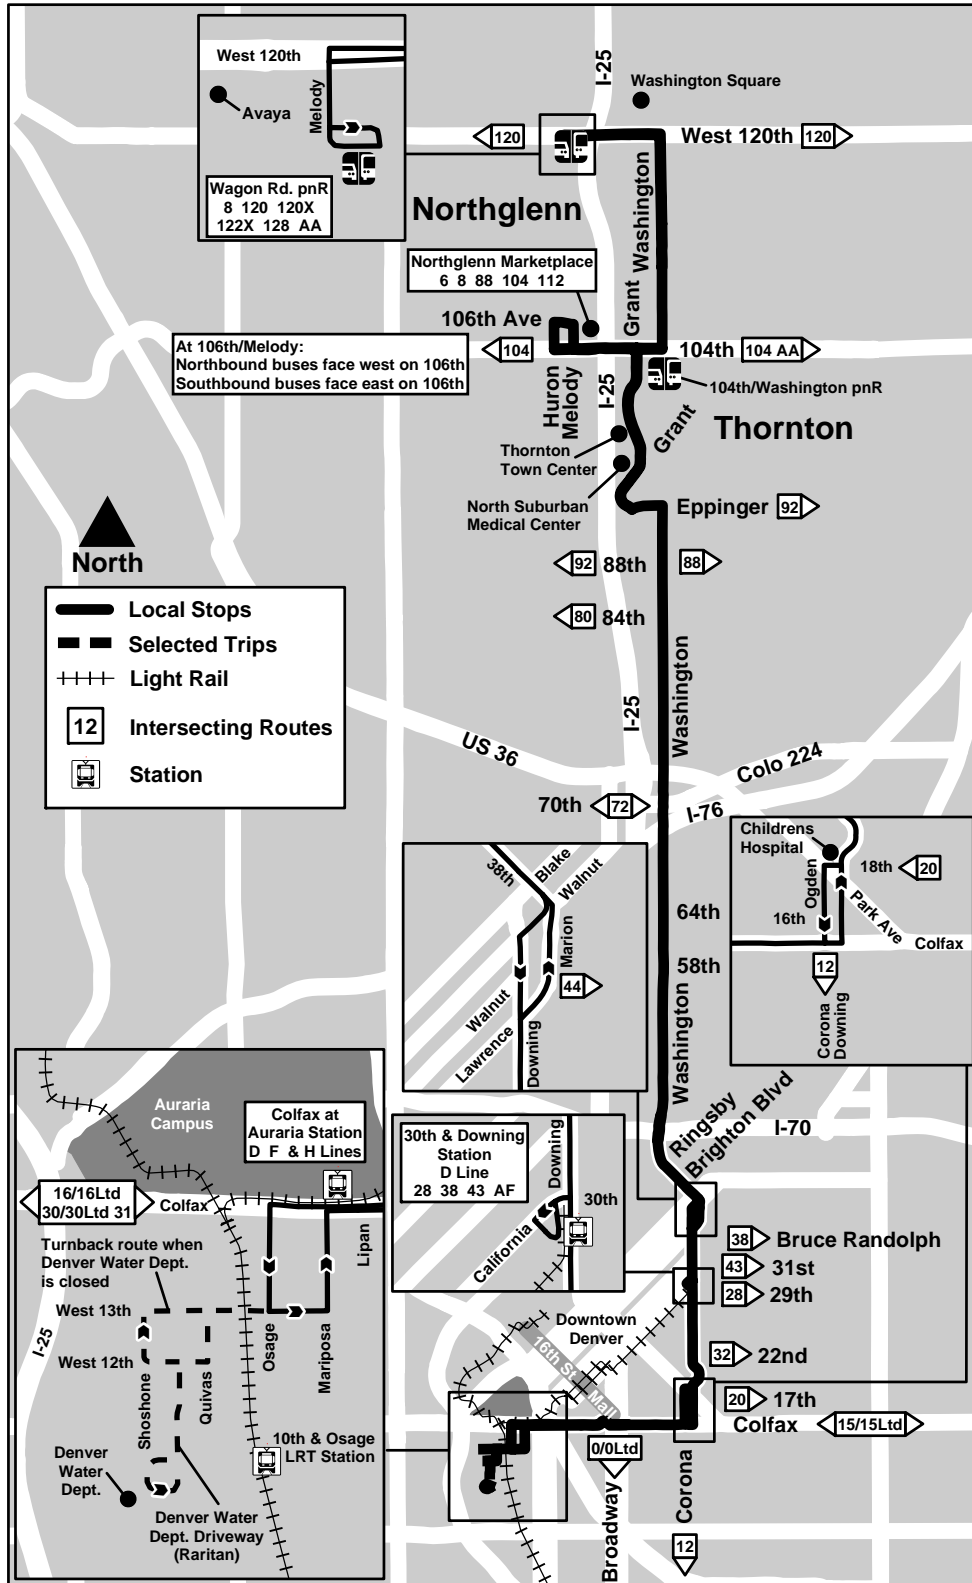 West 120th
Avaya
Melody
Wagon Rd. pnR
8 120 120X
122X 128 AA
I-25
Washington Square
120
West 120th
120
Northglenn
Washington
Grant
Northglenn Marketplace
6 8 88 104 112
106th Ave
At 106th/Melody:
Northbound buses face west on 106th
Southbound buses face east on 106th
104
104th
104 AA
104th/Washington pnR
Huron
Melody
I-25
Grant
Thornton
Thornton
Town Center
North Suburban
Medical Center
Eppinger
92
92
88th
88
80
84th
North
Local Stops
Selected Trips
Light Rail
12
Intersecting Routes
Station
Washington
I-25
US 36
Colo 224
70th
72
I-76
Childrens
Hospital
18th
20
Ogden
16th
Park Ave
Colfax
12
Corona
Downing
38th
Blake
Walnut
Marion
44
Walnut
Lawrence
Downing
64th
58th
Washington
Ringsby
Brighton Blvd
I-70
Auraria
Campus
Colfax at
Auraria Station
D F & H Lines
16/16Ltd
30/30Ltd 31
Colfax
Lipan
Turnback route when
Denver Water Dept.
is closed
West 13th
West 12th
I-25
Shoshone
Quivas
Osage
Mariposa
10th & Osage
LRT Station
Denver
Water
Dept.
Denver Water
Dept. Driveway
(Raritan)
30th & Downing
Station
D Line
28 38 43 AF
Downing
30th
California
38
Bruce Randolph
43
31st
28
29th
Downtown
Denver
16th St
Mall
32
22nd
20
17th
Colfax
15/15Ltd
0/0Ltd
Broadway
Corona
12